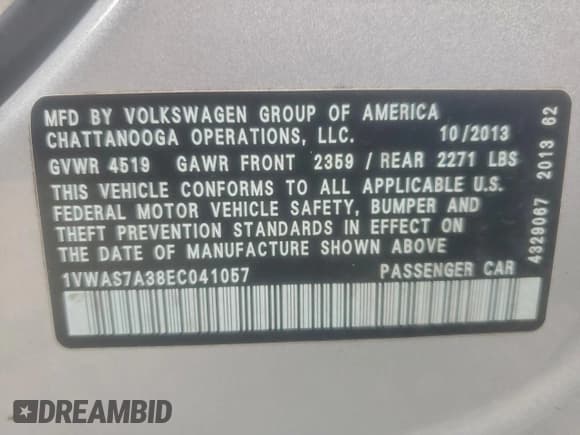 MFD BY VOLKSWAGEN GROUP OF AMERICA
CHATTANOOGA OPERATIONS, LLC. 10/2013
GVWR 4519 GAWR FRONT 2359 / REAR 2271 LBS
THIS VEHICLE CONFORMS TO ALL APPLICABLE U.S.
FEDERAL MOTOR VEHICLE SAFETY, BUMPER AND
THEFT PREVENTION STANDARDS IN EFFECT ON
THE DATE OF MANUFACTURE SHOWN ABOVE
1VWAS7A38EC041057 PASSENGER CAR
4329067 2013 62
DREAMBID